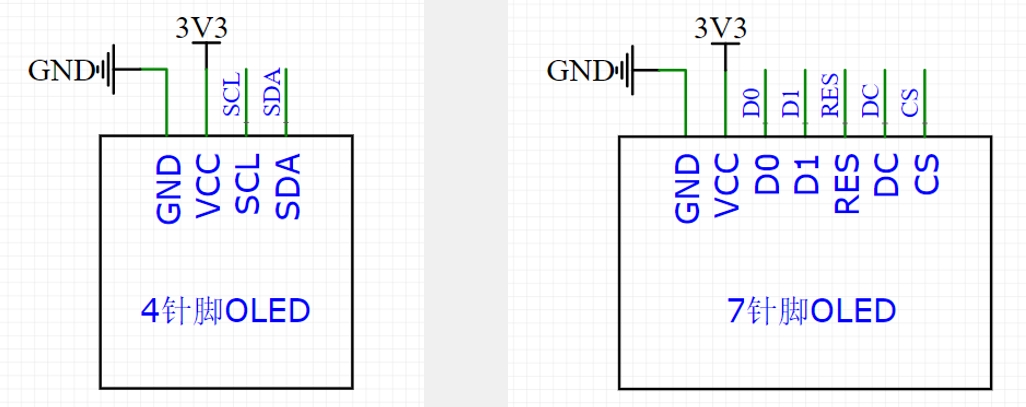 3V3
GND
SCL
SDA
GND
VCC
SCL
SDA
4针脚OLED
3V3
GND
D0
D1
RES
DC
CS
GND
VCC
D0
D1
RES
DC
CS
7针脚OLED